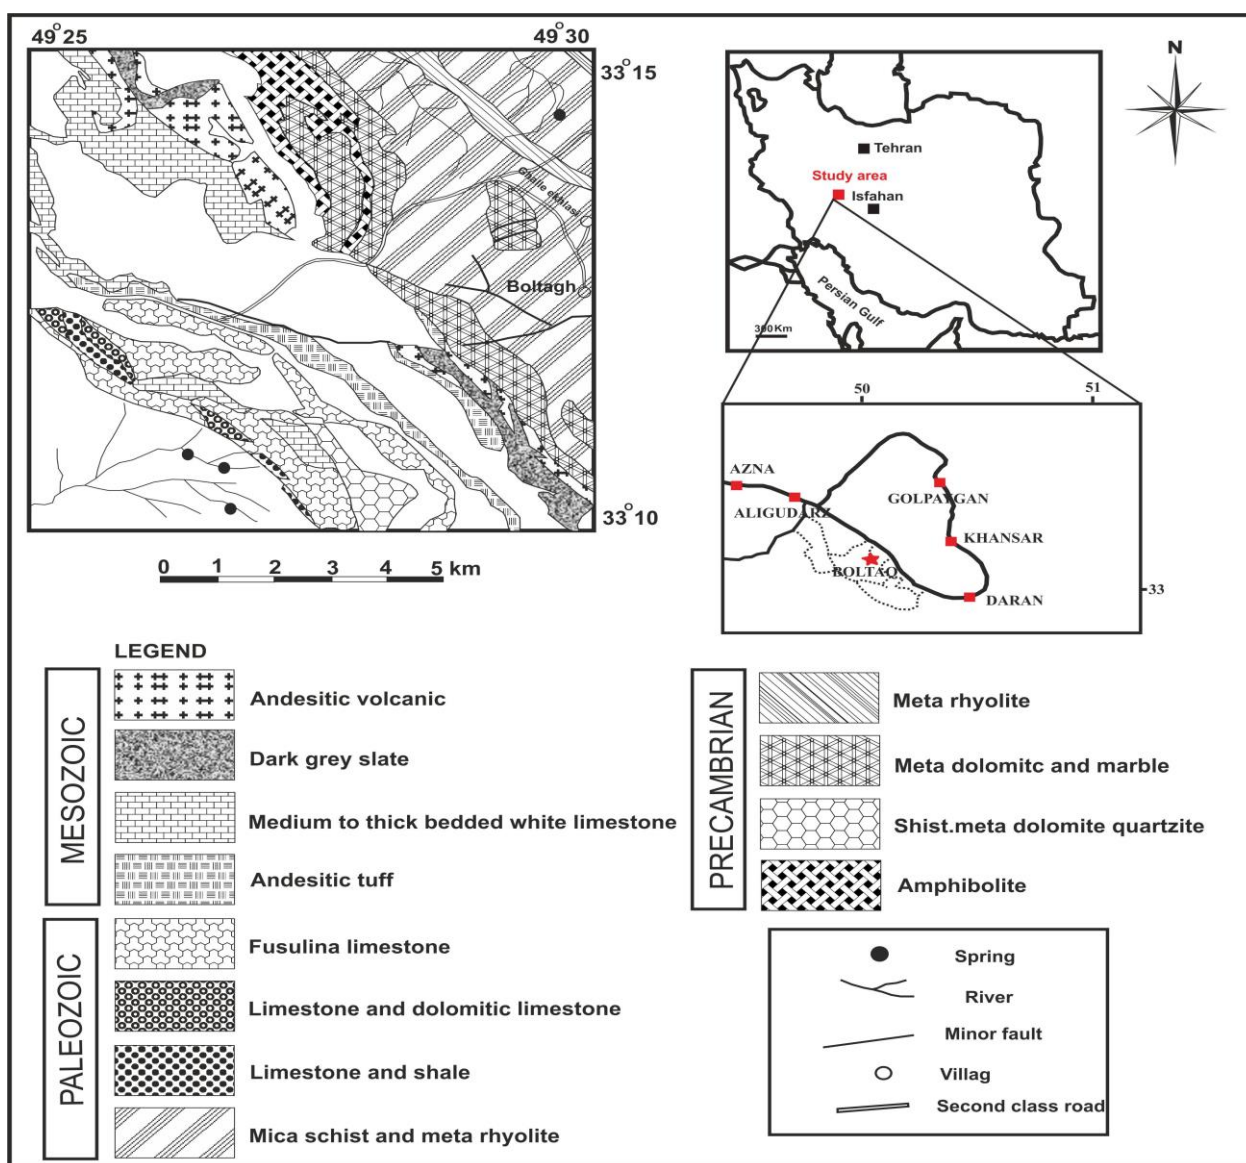 49°25
49°30
33°15
Ghalle ekhlasi
Boltagh
33°10
0 1 2 3 4 5 km
N
Tehran
Study area
Isfahan
Persian Gulf
300Km
50
51
AZNA
ALIGUDARZ
GOLPAYGAN
KHANSAR
BOLTAQ
DARAN
33
LEGEND
MESOZOIC
Andesitic volcanic
Dark grey slate
Medium to thick bedded white limestone
Andesitic tuff
PALEOZOIC
Fusulina limestone
Limestone and dolomitic limestone
Limestone and shale
Mica schist and meta rhyolite
PRECAMBRIAN
Meta rhyolite
Meta dolomitc and marble
Shist.meta dolomite quartzite
Amphibolite
Spring
River
Minor fault
Villag
Second class road